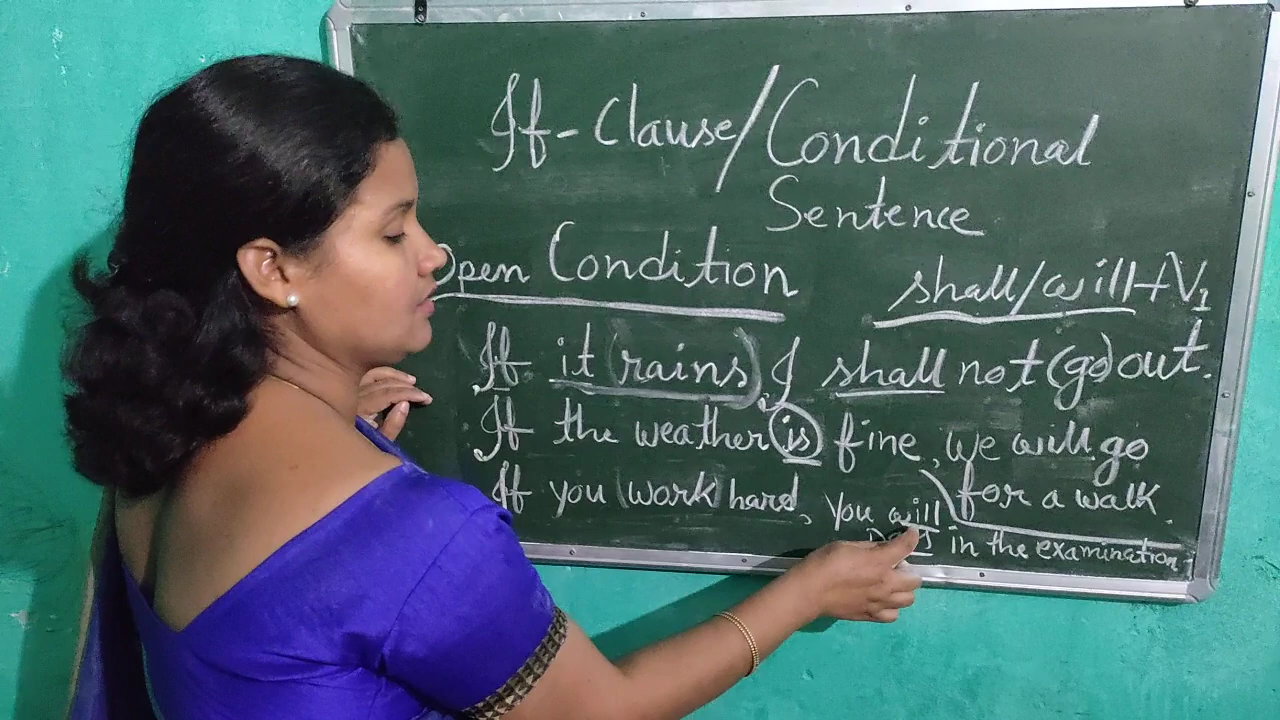 If-Clause/Conditional
Sentence
Open Condition
shall/will+V1
If it (rains), I shall not (go) out.
If the weather is fine, we will go
for a walk.
If you work hard, you will
pass in the examination.